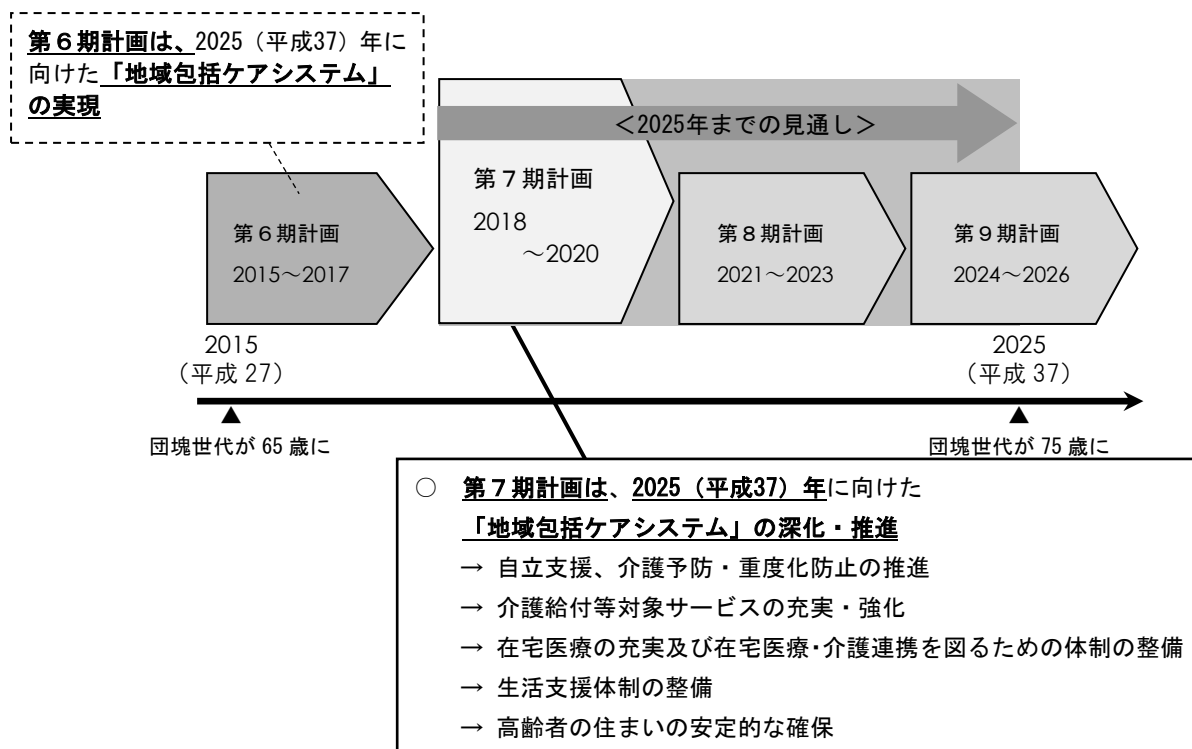 第６期計画は、2025（平成37）年に
向けた「地域包括ケアシステム」
の実現
＜2025年までの見通し＞
第６期計画
2015～2017
第７期計画
2018
～2020
第８期計画
2021～2023
第９期計画
2024～2026
2015
（平成 27）
2025
（平成 37）
▲
▲
団塊世代が 65 歳に
団塊世代が 75 歳に
○ 第７期計画は、2025（平成37）年に向けた
「地域包括ケアシステム」の深化・推進
→ 自立支援、介護予防・重度化防止の推進
→ 介護給付等対象サービスの充実・強化
→ 在宅医療の充実及び在宅医療・介護連携を図るための体制の整備
→ 生活支援体制の整備
→ 高齢者の住まいの安定的な確保